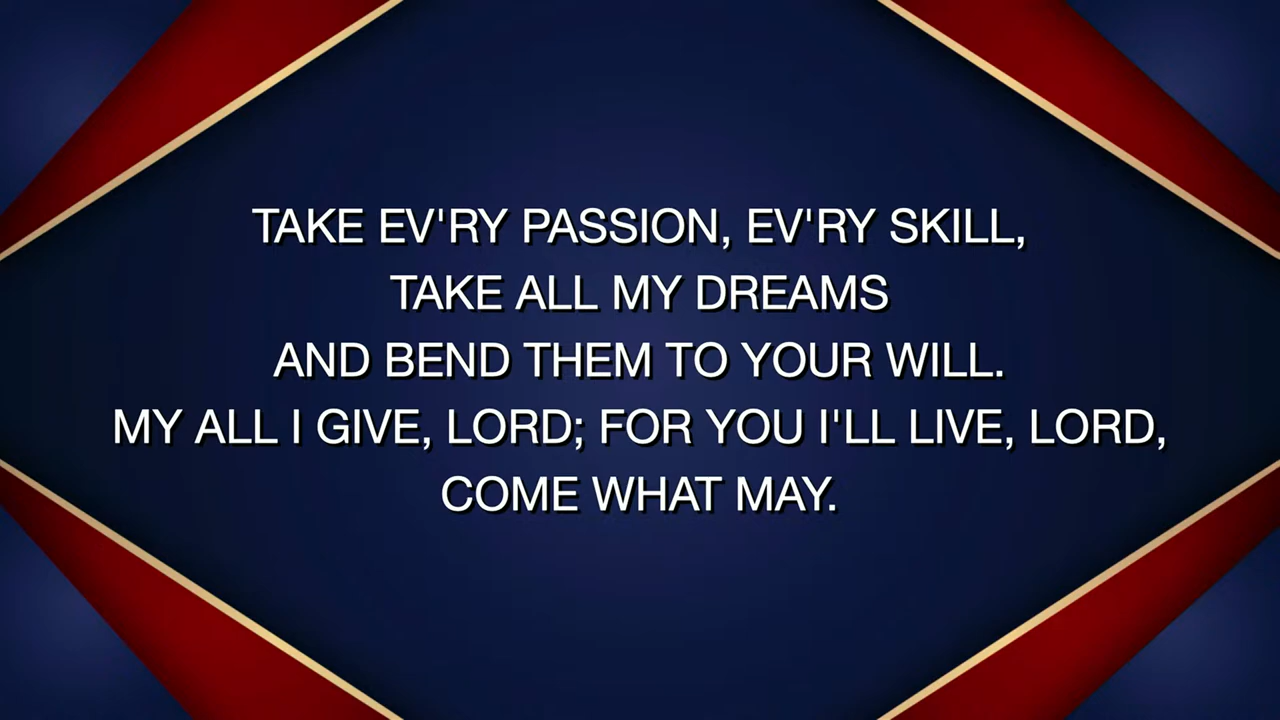 TAKE EV'RY PASSION, EV'RY SKILL,
TAKE ALL MY DREAMS
AND BEND THEM TO YOUR WILL.
MY ALL I GIVE, LORD; FOR YOU I'LL LIVE, LORD,
COME WHAT MAY.